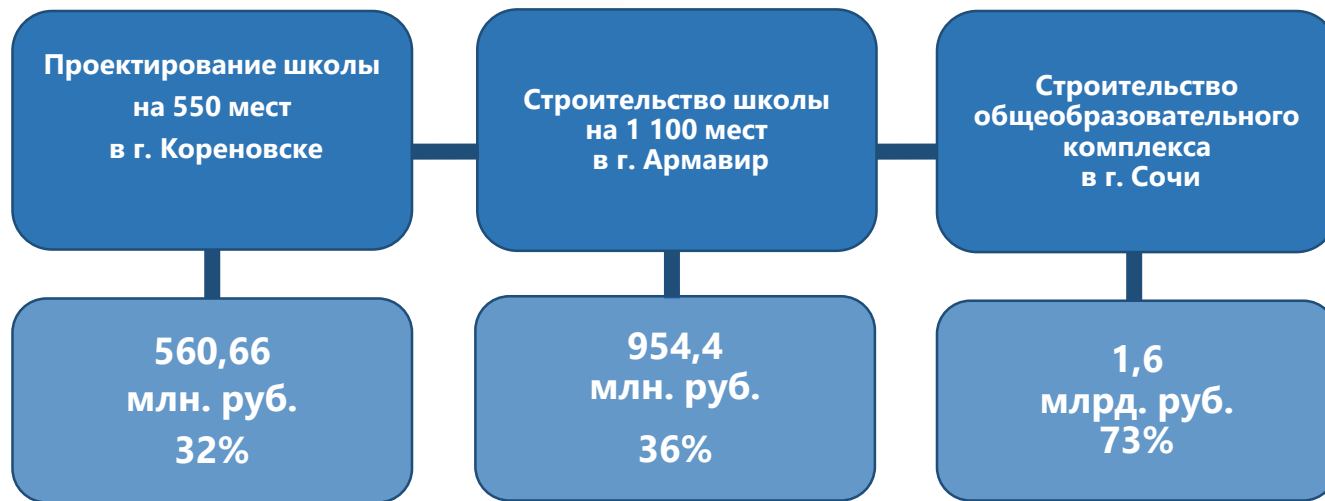 Проектирование школы
на 550 мест
в г. Кореновске
Строительство школы
на 1 100 мест
в г. Армавир
Строительство
общеобразовательного
комплекса
в г. Сочи
560,66
млн. руб.
32%
954,4
млн. руб.
36%
1,6
млрд. руб.
73%